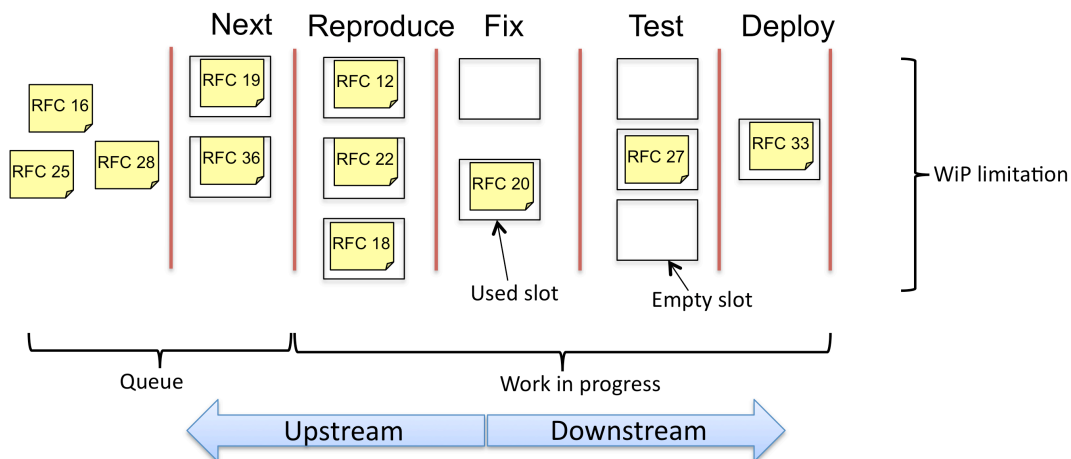 Next
Reproduce
Fix
Test
Deploy
RFC 16
RFC 25
RFC 28
RFC 19
RFC 36
RFC 12
RFC 22
RFC 18
RFC 20
Used slot
RFC 27
Empty slot
RFC 33
WiP limitation
Queue
Work in progress
Upstream
Downstream